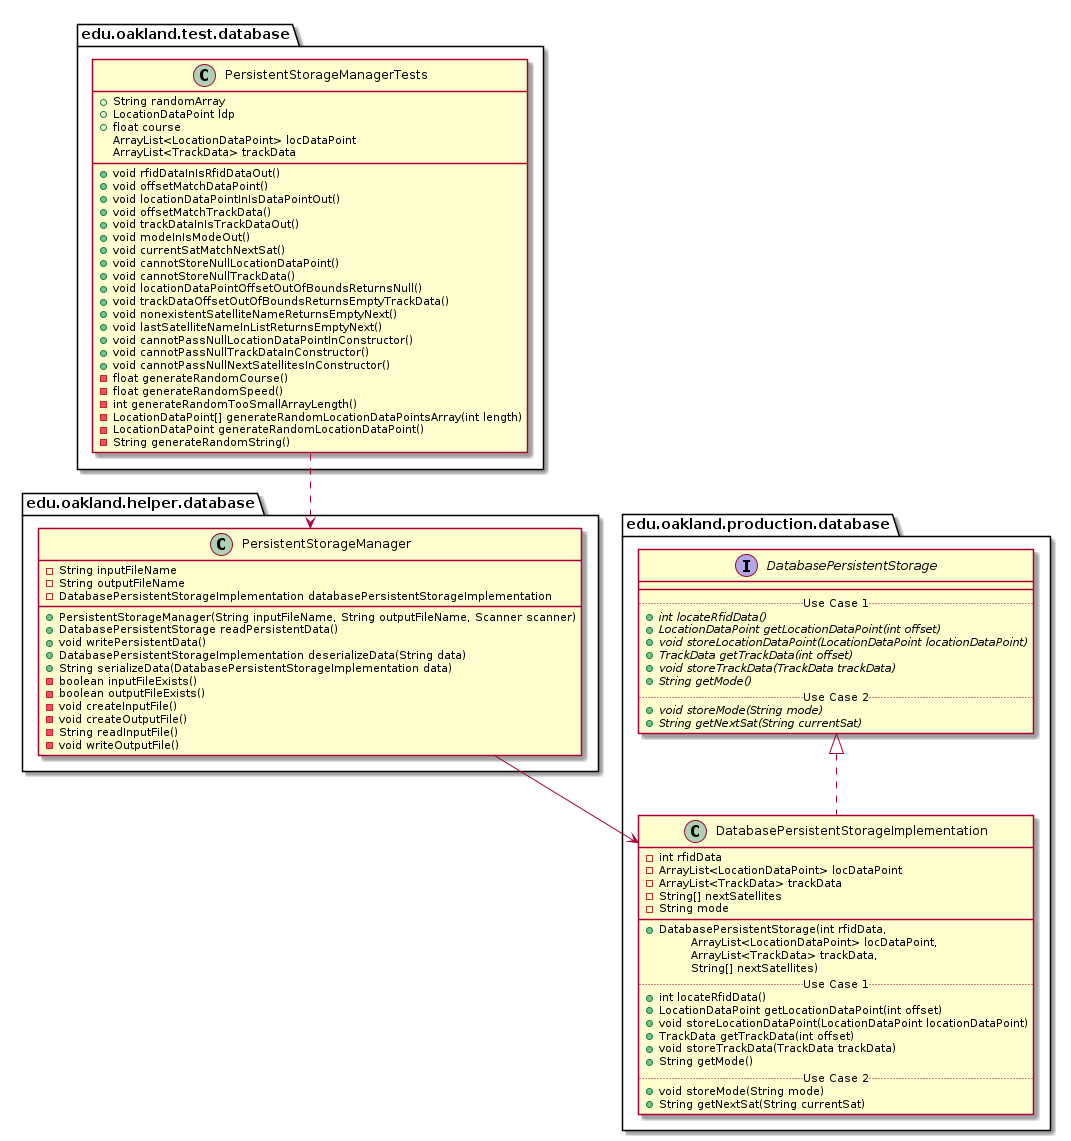 edu.oakland.test.database
C PersistentStorageManagerTests
String randomArray
LocationDataPoint ldp
float course
ArrayList<LocationDataPoint> locDataPoint
ArrayList<TrackData> trackData
void rfidDataInIsRfidDataOut()
void offsetMatchDataPoint()
void locationDataPointInIsDataPointOut()
void offsetMatchTrackData()
void trackDataInIsTrackDataOut()
void modeInIsModeOut()
void currentSatMatchNextSat()
void cannotStoreNullLocationDataPoint()
void cannotStoreNullTrackData()
void locationDataPointOffsetOutOfBoundsReturnsNull()
void trackDataOffsetOutOfBoundsReturnsEmptyTrackData()
void nonexistentSatelliteNameReturnsEmptyNext()
void lastSatelliteNameInListReturnsEmptyNext()
void cannotPassNullLocationDataPointInConstructor()
void cannotPassNullTrackDataInConstructor()
void cannotPassNullNextSatellitesInConstructor()
float generateRandomCourse()
float generateRandomSpeed()
int generateRandomTooSmallArrayLength()
LocationDataPoint[] generateRandomLocationDataPointsArray(int length)
LocationDataPoint generateRandomLocationDataPoint()
String generateRandomString()
edu.oakland.helper.database
C PersistentStorageManager
String inputFileName
String outputFileName
DatabasePersistentStorageImplementation databasePersistentStorageImplementation
PersistentStorageManager(String inputFileName, String outputFileName, Scanner scanner)
DatabasePersistentStorage readPersistentData()
void writePersistentData()
DatabasePersistentStorageImplementation deserializeData(String data)
String serializeData(DatabasePersistentStorageImplementation data)
boolean inputFileExists()
boolean outputFileExists()
void createInputFile()
void createOutputFile()
String readInputFile()
void writeOutputFile()
edu.oakland.production.database
I DatabasePersistentStorage
Use Case 1
int locateRfidData()
LocationDataPoint getLocationDataPoint(int offset)
void storeLocationDataPoint(LocationDataPoint locationDataPoint)
TrackData getTrackData(int offset)
void storeTrackData(TrackData trackData)
String getMode()
Use Case 2
void storeMode(String mode)
String getNextSat(String currentSat)
C DatabasePersistentStorageImplementation
int rfidData
ArrayList<LocationDataPoint> locDataPoint
ArrayList<TrackData> trackData
String[] nextSatellites
String mode
DatabasePersistentStorage(int rfidData,
ArrayList<LocationDataPoint> locDataPoint,
ArrayList<TrackData> trackData,
String[] nextSatellites)
Use Case 1
int locateRfidData()
LocationDataPoint getLocationDataPoint(int offset)
void storeLocationDataPoint(LocationDataPoint locationDataPoint)
TrackData getTrackData(int offset)
void storeTrackData(TrackData trackData)
String getMode()
Use Case 2
void storeMode(String mode)
String getNextSat(String currentSat)